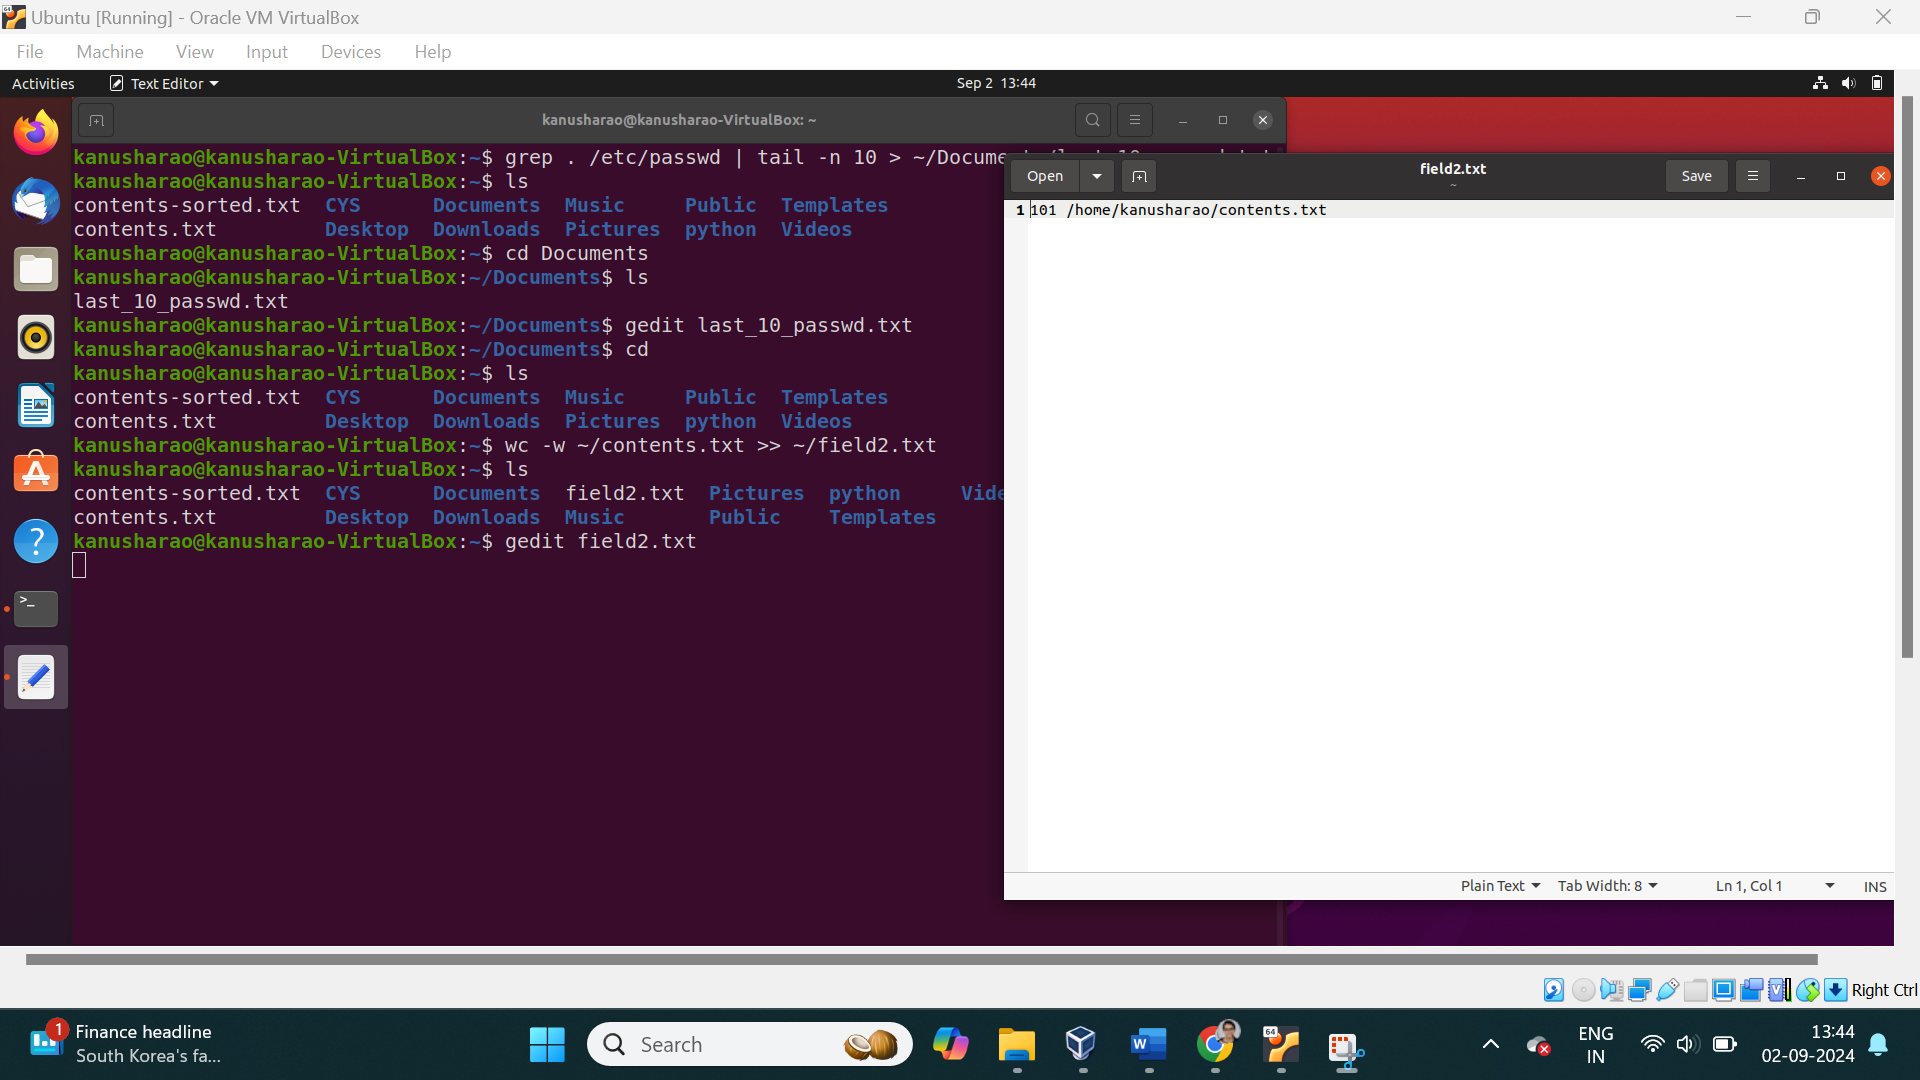 Ubuntu [Running] - Oracle VM VirtualBox
File Machine View Input Devices Help
Activities Text Editor Sep 2 13:44
kanusharao@kanusharao-VirtualBox: ~
kanusharao@kanusharao-VirtualBox:~$ grep . /etc/passwd | tail -n 10 > ~/Docume
kanusharao@kanusharao-VirtualBox:~$ ls
contents-sorted.txt CYS Documents Music Public Templates
contents.txt Desktop Downloads Pictures python Videos
kanusharao@kanusharao-VirtualBox:~$ cd Documents
kanusharao@kanusharao-VirtualBox:~/Documents$ ls
last_10_passwd.txt
kanusharao@kanusharao-VirtualBox:~/Documents$ gedit last_10_passwd.txt
kanusharao@kanusharao-VirtualBox:~/Documents$ cd
kanusharao@kanusharao-VirtualBox:~$ ls
contents-sorted.txt CYS Documents Music Public Templates
contents.txt Desktop Downloads Pictures python Videos
kanusharao@kanusharao-VirtualBox:~$ wc -w ~/contents.txt >> ~/field2.txt
kanusharao@kanusharao-VirtualBox:~$ ls
contents-sorted.txt CYS Documents field2.txt Pictures python Vide
contents.txt Desktop Downloads Music Public Templates
kanusharao@kanusharao-VirtualBox:~$ gedit field2.txt
Open field2.txt Save
~
1 101 /home/kanusharao/contents.txt
Plain Text Tab Width: 8 Ln 1, Col 1 INS
Right Ctrl
1 Finance headline
South Korea's fa...
Search
64
ENG
IN
13:44
02-09-2024